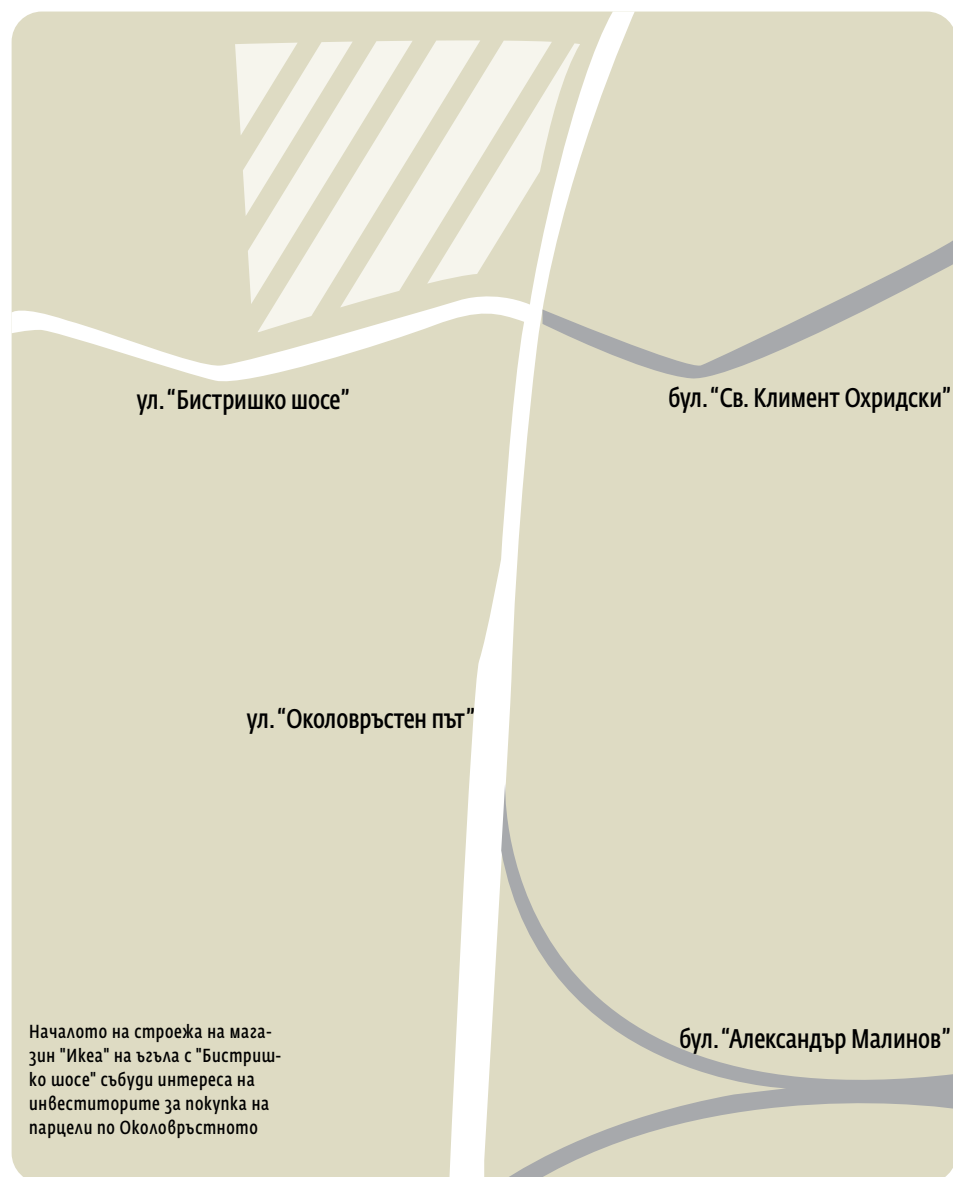 ул. “Бистришко шосе”
бул. “Св. Климент Охридски”
ул. “Околовръстен път”
бул. “Александър Малинов”
Началото на строежа на мага-
зин "Икеа" на ъгъла с "Бистриш-
ко шосе" събуди интереса на
инвеститорите за покупка на
парцели по Околовръстното